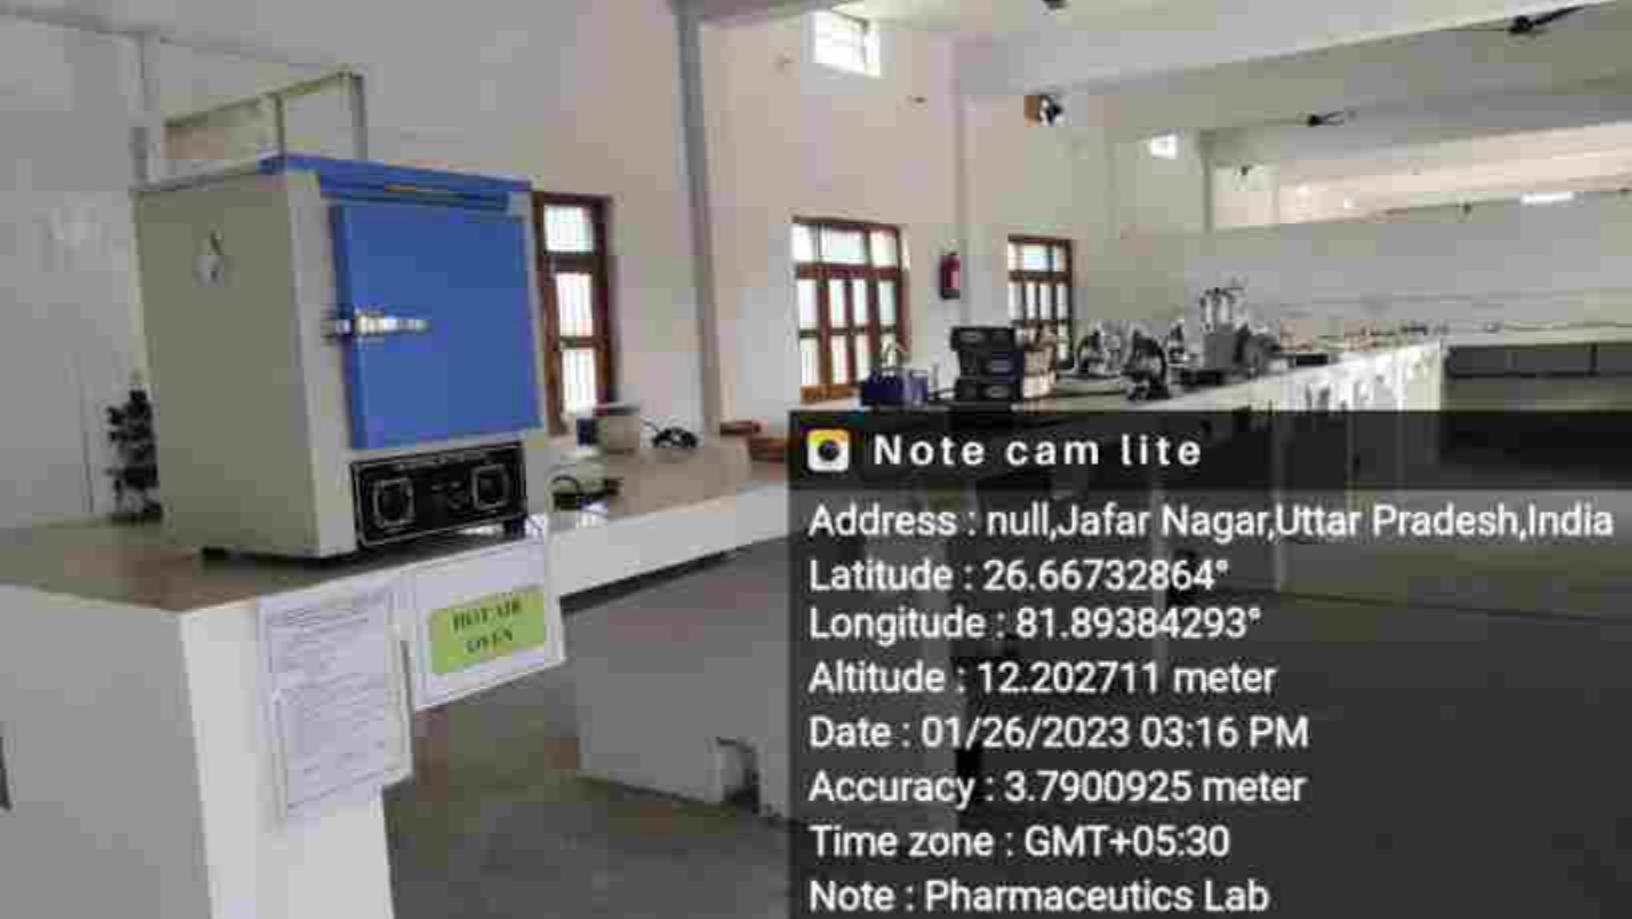 HOT AIR
OVEN
Note cam lite
Address : null,Jafar Nagar,Uttar Pradesh,India
Latitude : 26.66732864°
Longitude : 81.89384293°
Altitude : 12.202711 meter
Date : 01/26/2023 03:16 PM
Accuracy : 3.7900925 meter
Time zone : GMT+05:30
Note : Pharmaceutics Lab